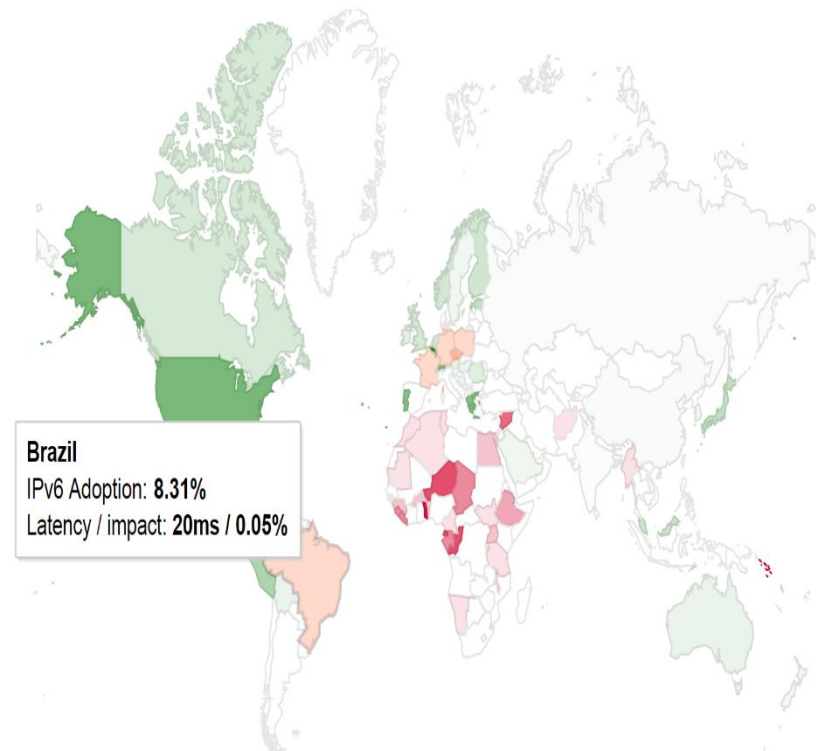 Brazil
IPv6 Adoption: 8.31%
Latency / impact: 20ms / 0.05%